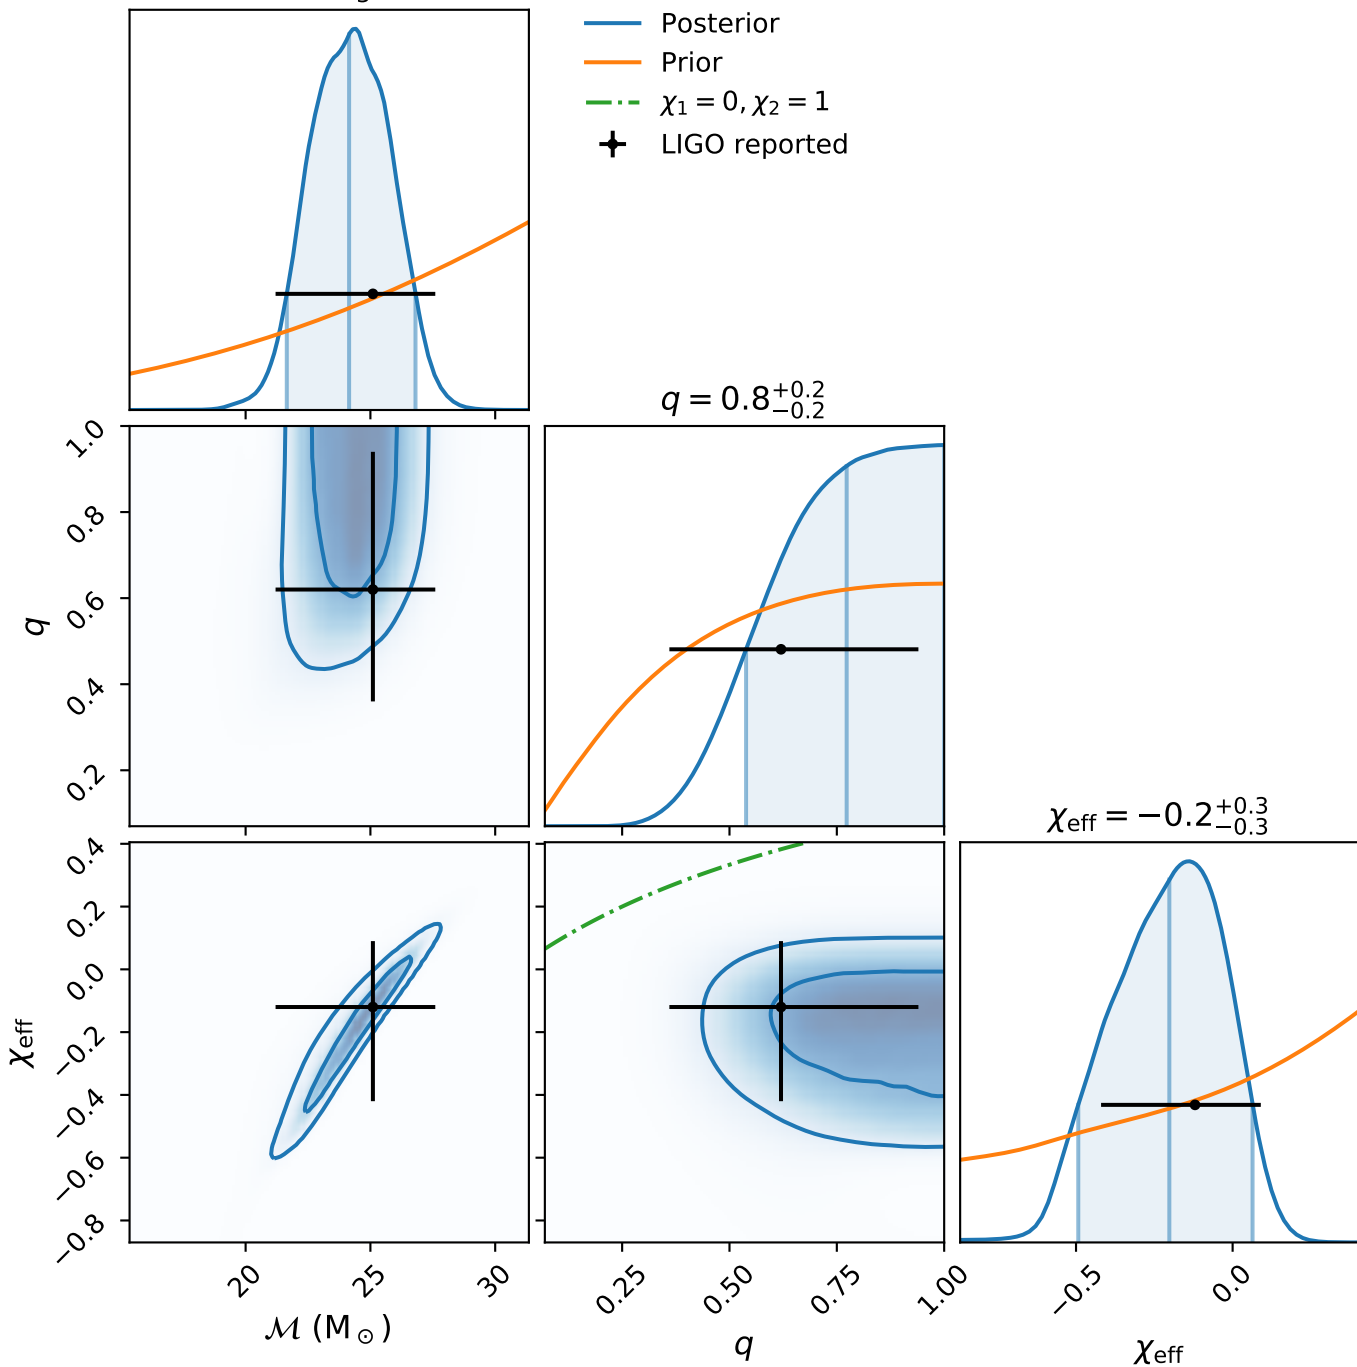 Posterior
Prior
χ₁ = 0, χ₂ = 1
LIGO reported
q = 0.8⁺⁰·²₋₀.₂
1.0
0.8
0.6
0.4
0.2
q
χ_eff = −0.2⁺⁰·³₋₀.₃
0.4
0.2
0.0
−0.2
−0.4
−0.6
−0.8
χ_eff
20 25 30
ℳ (M⊙)
0.25 0.50 0.75 1.00
q
−0.5 0.0
χ_eff